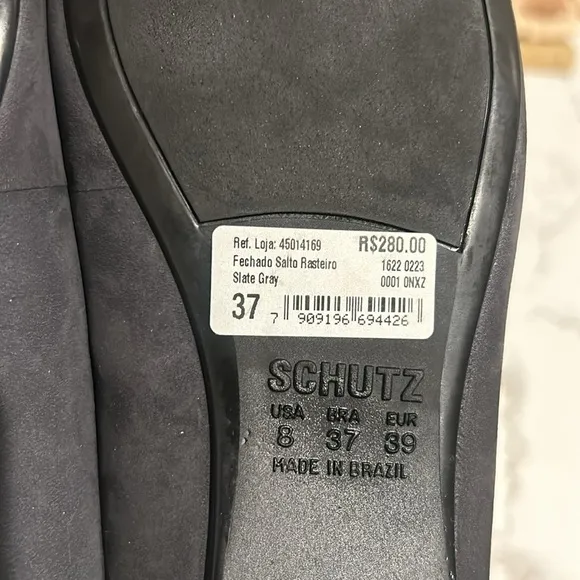 Ref. Loja: 45014169 R$280.00
Fechado Salto Rasteiro 1622 0223
Slate Gray 0001 0NXZ
37 7 909196 694426
SCHUTZ
USA BRA EUR
8 37 39
MADE IN BRAZIL